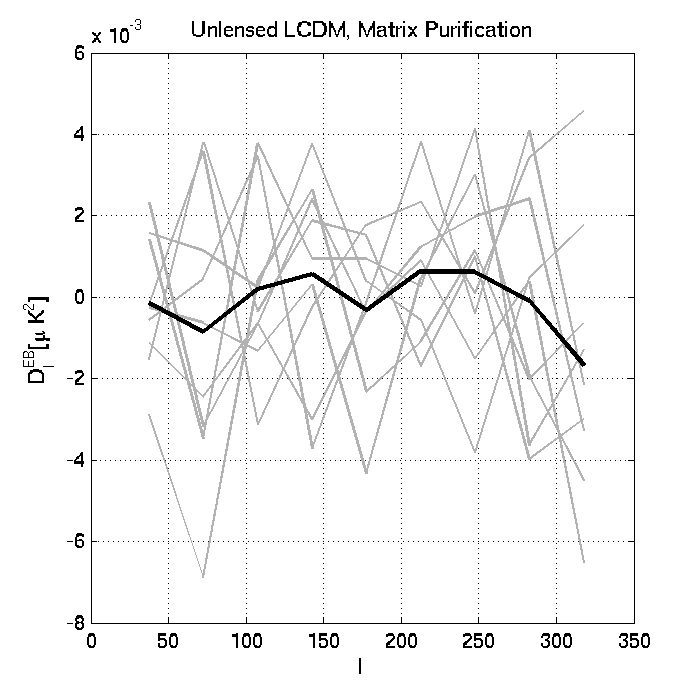 x 10⁻³
Unlensed LCDM, Matrix Purification
6
4
2
0
-2
-4
-6
-8
D_l^{EB}[μ K²]
0 50 100 150 200 250 300 350
l